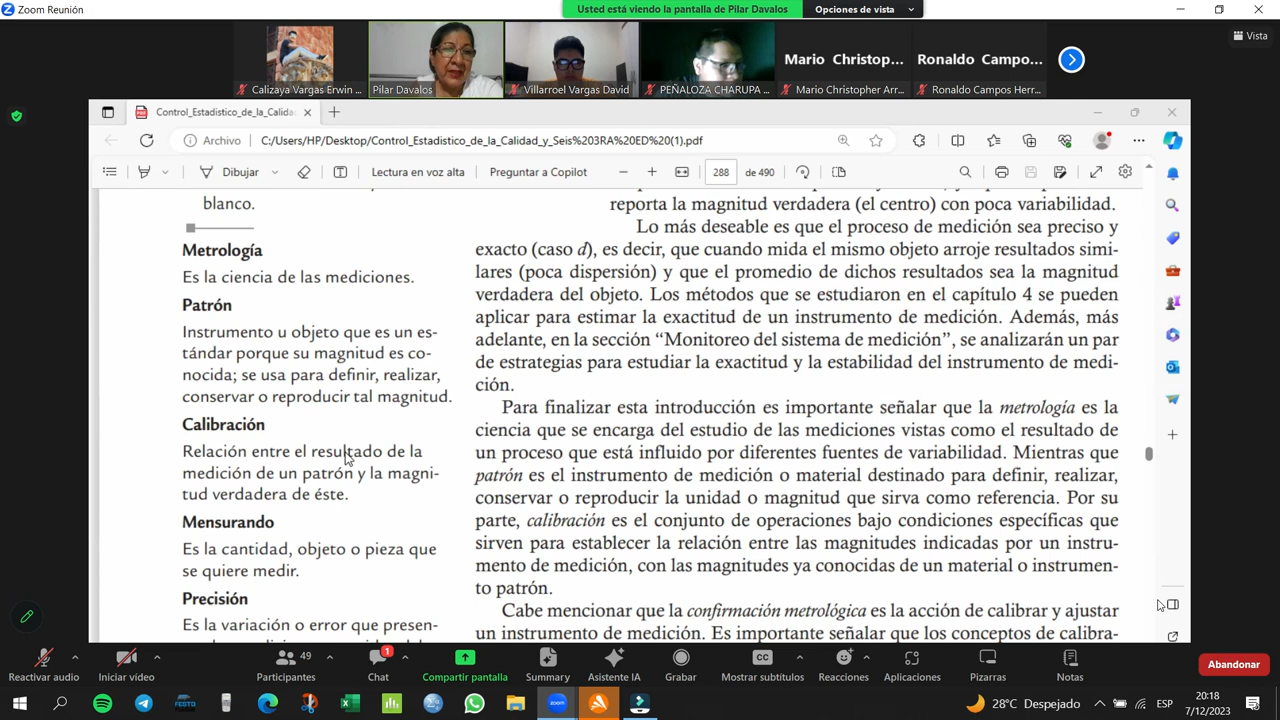 Zoom Reunión
Usted está viendo la pantalla de Pilar Davalos
Opciones de vista
Vista
Calizaya Vargas Erwin ...
Pilar Davalos
Villarroel Vargas David
PEÑALOZA CHARUPA ...
Mario Christop...
Mario Christopher Arr...
Ronaldo Campo...
Ronaldo Campos Herr...
Control_Estadistico_de_la_Calida
Archivo
C:/Users/HP/Desktop/Control_Estadistico_de_la_Calidad_y_Seis%203RA%20ED%20(1).pdf
Dibujar
Lectura en voz alta
Preguntar a Copilot
288
de 490
blanco.
Metrología
Es la ciencia de las mediciones.
Patrón
Instrumento u objeto que es un es-
tándar porque su magnitud es co-
nocida; se usa para definir, realizar,
conservar o reproducir tal magnitud.
Calibración
Relación entre el resultado de la
medición de un patrón y la magni-
tud verdadera de éste.
Mensurando
Es la cantidad, objeto o pieza que
se quiere medir.
Precisión
Es la variación o error que presen-
reporta la magnitud verdadera (el centro) con poca variabilidad.
Lo más deseable es que el proceso de medición sea preciso y
exacto (caso d), es decir, que cuando mida el mismo objeto arroje resultados simi-
lares (poca dispersión) y que el promedio de dichos resultados sea la magnitud
verdadera del objeto. Los métodos que se estudiaron en el capítulo 4 se pueden
aplicar para estimar la exactitud de un instrumento de medición. Además, más
adelante, en la sección “Monitoreo del sistema de medición”, se analizarán un par
de estrategias para estudiar la exactitud y la estabilidad del instrumento de medi-
ción.
Para finalizar esta introducción es importante señalar que la metrología es la
ciencia que se encarga del estudio de las mediciones vistas como el resultado de
un proceso que está influido por diferentes fuentes de variabilidad. Mientras que
patrón es el instrumento de medición o material destinado para definir, realizar,
conservar o reproducir la unidad o magnitud que sirva como referencia. Por su
parte, calibración es el conjunto de operaciones bajo condiciones específicas que
sirven para establecer la relación entre las magnitudes indicadas por un instru-
mento de medición, con las magnitudes ya conocidas de un material o instrumen-
to patrón.
Cabe mencionar que la confirmación metrológica es la acción de calibrar y ajustar
un instrumento de medición. Es importante señalar que los conceptos de calibra-
49
1
Reactivar audio
Iniciar video
Participantes
Chat
Compartir pantalla
Summary
Asistente IA
Grabar
Mostrar subtítulos
Reacciones
Aplicaciones
Pizarras
Notas
Abandonar
FESTO
28°C Despejado
ESP
20:18
7/12/2023